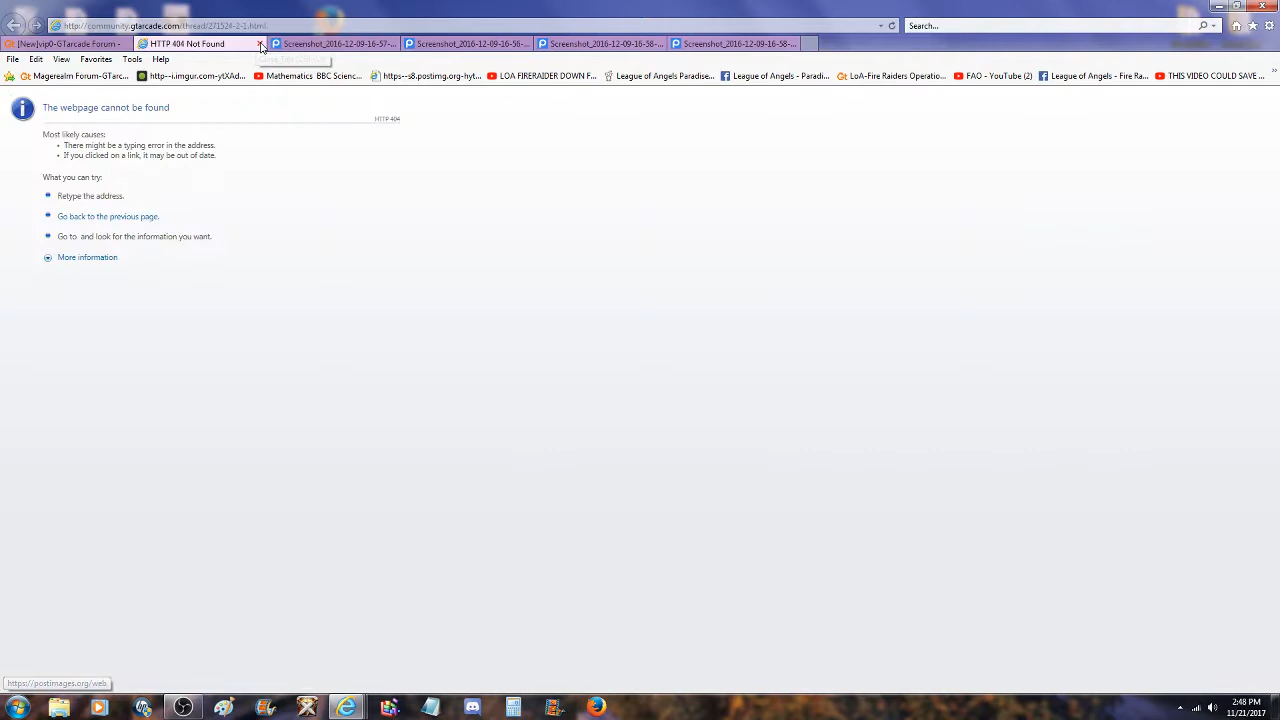 http://community.gtarcade.com/thread/271524-2-1.html
Search...
[New]vip0-GTarcade Forum -
HTTP 404 Not Found
Screenshot_2016-12-09-16-57-...
Screenshot_2016-12-09-16-56-...
Screenshot_2016-12-09-16-58-...
Screenshot_2016-12-09-16-58-...
File Edit View Favorites Tools Help
Magerealm Forum-GTarc...
http--i.imgur.com-ytXAd...
Mathematics BBC Scienc...
https--s8.postimg.org-hyt...
LOA FIRERAIDER DOWN F...
League of Angels Paradise...
League of Angels Paradis...
LoA-Fire Raiders Operatio...
FAO - YouTube (2)
League of Angels - Fire Ra...
THIS VIDEO COULD SAVE ...
The webpage cannot be found
HTTP 404
Most likely causes:
There might be a typing error in the address.
If you clicked on a link, it may be out of date.
What you can try:
Retype the address.
Go back to the previous page.
Go to and look for the information you want.
More information
https://postimages.org/web
2:48 PM
11/21/2017